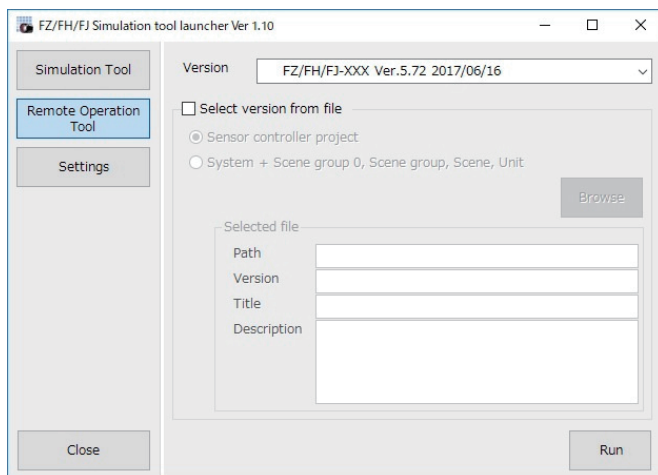 FZ/FH/FJ Simulation tool launcher Ver 1.10
Simulation Tool
Remote Operation
Tool
Settings
Close
Version
FZ/FH/FJ-XXX Ver.5.72 2017/06/16
Select version from file
Sensor controller project
System + Scene group 0, Scene group, Scene, Unit
Browse
Selected file
Path
Version
Title
Description
Run